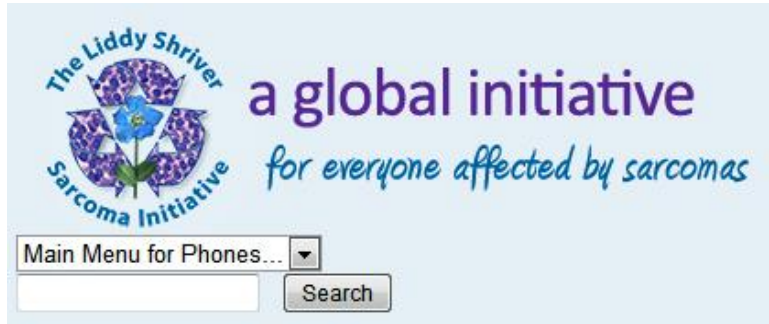 The Liddy Shriver
Sarcoma Initiative
a global initiative
for everyone affected by sarcomas
Main Menu for Phones...
Search